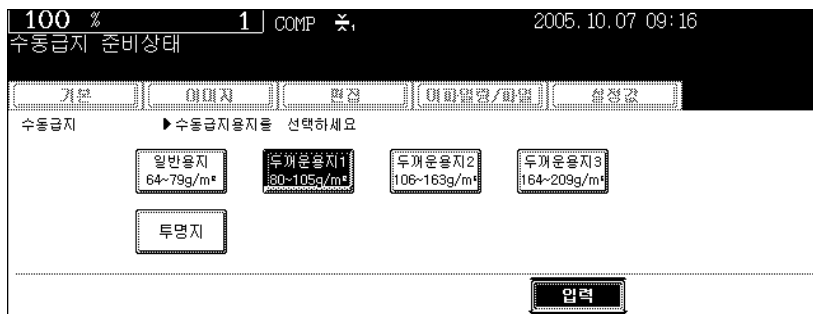 100 % 1 COMP 2005.10.07 09:16
수동급지 준비상태
기본 이미지 편집 이파일링/파일 설정값
수동급지 ▶수동급지용지를 선택하세요
일반용지 두꺼운용지1 두꺼운용지2 두꺼운용지3
64~79g/m² 80~105g/m² 106~163g/m² 164~209g/m²
투명지
입력